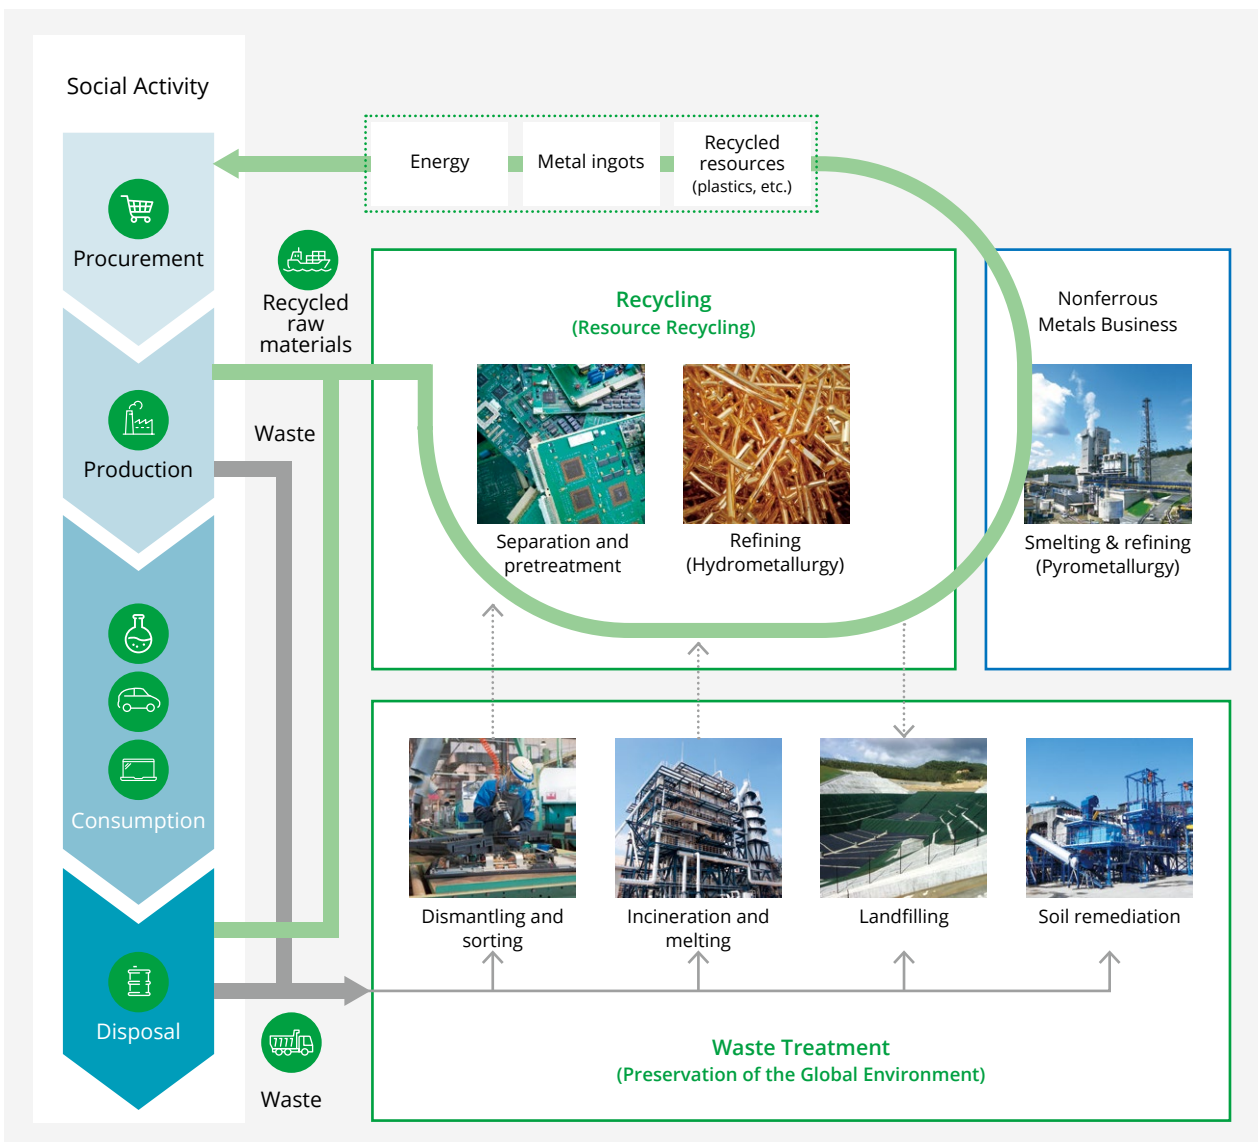 Social Activity
Procurement
Production
Consumption
Disposal
Energy
Metal ingots
Recycled
resources
(plastics, etc.)
Recycled
raw
materials
Waste
Waste
Recycling
(Resource Recycling)
Separation and
pretreatment
Refining
(Hydrometallurgy)
Nonferrous
Metals Business
Smelting & refining
(Pyrometallurgy)
Dismantling and
sorting
Incineration and
melting
Landfilling
Soil remediation
Waste Treatment
(Preservation of the Global Environment)